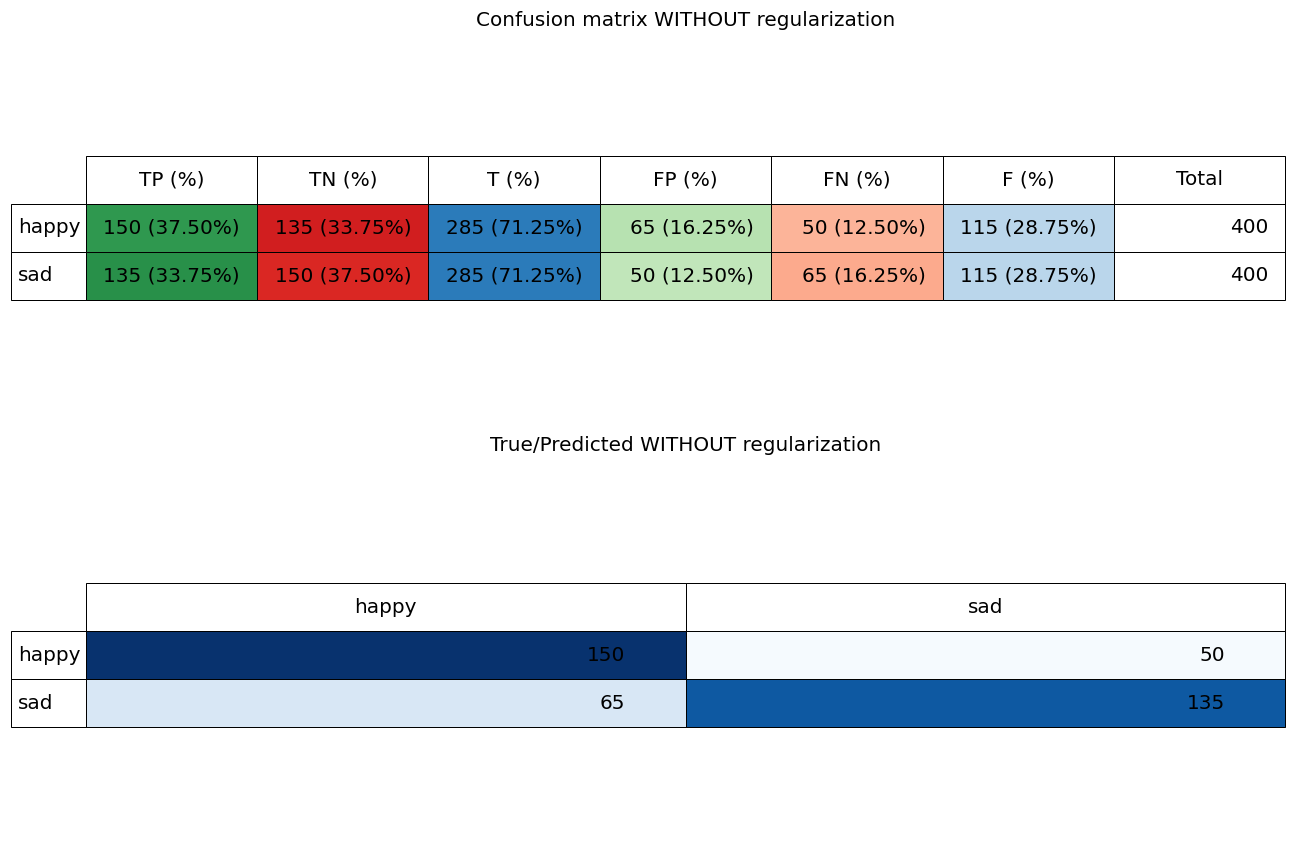 Confusion matrix WITHOUT regularization
TP (%) TN (%) T (%) FP (%) FN (%) F (%) Total
happy 150 (37.50%) 135 (33.75%) 285 (71.25%) 65 (16.25%) 50 (12.50%) 115 (28.75%) 400
sad 135 (33.75%) 150 (37.50%) 285 (71.25%) 50 (12.50%) 65 (16.25%) 115 (28.75%) 400
True/Predicted WITHOUT regularization
happy sad
happy 150 50
sad 65 135